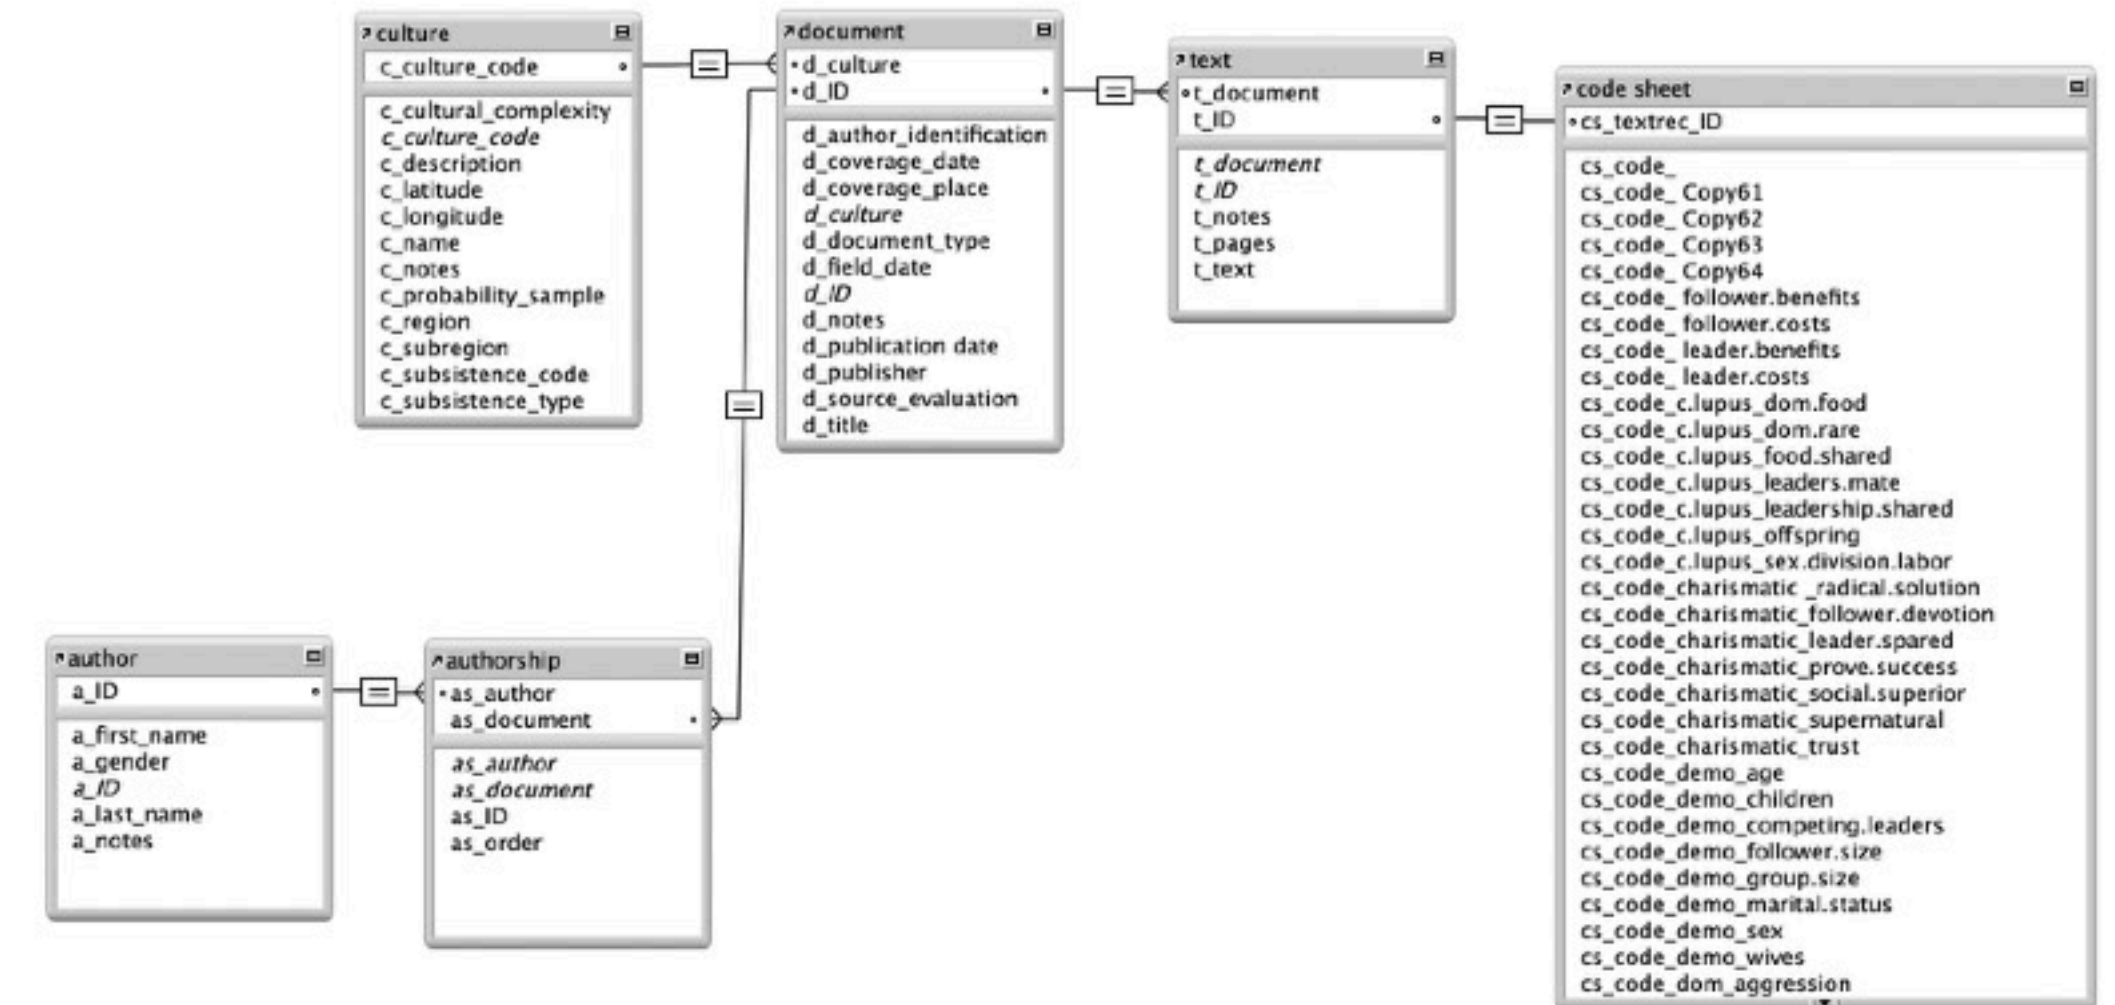 culture
c_culture_code
c_cultural_complexity
c_culture_code
c_description
c_latitude
c_longitude
c_name
c_notes
c_probability_sample
c_region
c_subregion
c_subsistence_code
c_subsistence_type
document
d_culture
d_ID
d_author_identification
d_coverage_date
d_coverage_place
d_culture
d_document_type
d_field_date
d_ID
d_notes
d_publication date
d_publisher
d_source_evaluation
d_title
text
t_document
t_ID
t_document
t_ID
t_notes
t_pages
t_text
code sheet
cs_textrec_ID
cs_code_
cs_code_ Copy61
cs_code_ Copy62
cs_code_ Copy63
cs_code_ Copy64
cs_code_ follower.benefits
cs_code_ follower.costs
cs_code_ leader.benefits
cs_code_ leader.costs
cs_code_c.lupus_dom.food
cs_code_c.lupus_dom.rare
cs_code_c.lupus_food.shared
cs_code_c.lupus_leaders.mate
cs_code_c.lupus_leadership.shared
cs_code_c.lupus_offspring
cs_code_c.lupus_sex.division.labor
cs_code_charismatic _radical.solution
cs_code_charismatic_follower.devotion
cs_code_charismatic_leader.spared
cs_code_charismatic_prove.success
cs_code_charismatic_social.superior
cs_code_charismatic_supernatural
cs_code_charismatic_trust
cs_code_demo_age
cs_code_demo_children
cs_code_demo_competing.leaders
cs_code_demo_follower.size
cs_code_demo_group.size
cs_code_demo_marital.status
cs_code_demo_sex
cs_code_demo_wives
cs_code_dom_aggression
author
a_ID
a_first_name
a_gender
a_ID
a_last_name
a_notes
authorship
as_author
as_document
as_author
as_document
as_ID
as_order